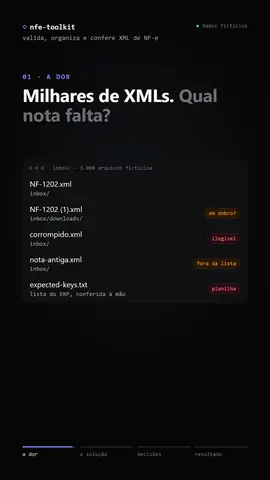 ◇ nfe-toolkit
dados fictícios
valida, organiza e confere XML de NF-e
01 · A DOR
Milhares de XMLs. Qual
nota falta?
inbox/ — 3.000 arquivos fictícios
NF-1202.xml
inbox/
NF-1202 (1).xml
inbox/downloads/
em dobro?
corrompido.xml
inbox/
ilegível
nota-antiga.xml
inbox/
fora da lista
expected-keys.txt
lista do ERP, conferida à mão
planilha
a dor
a solução
decisões
resultado